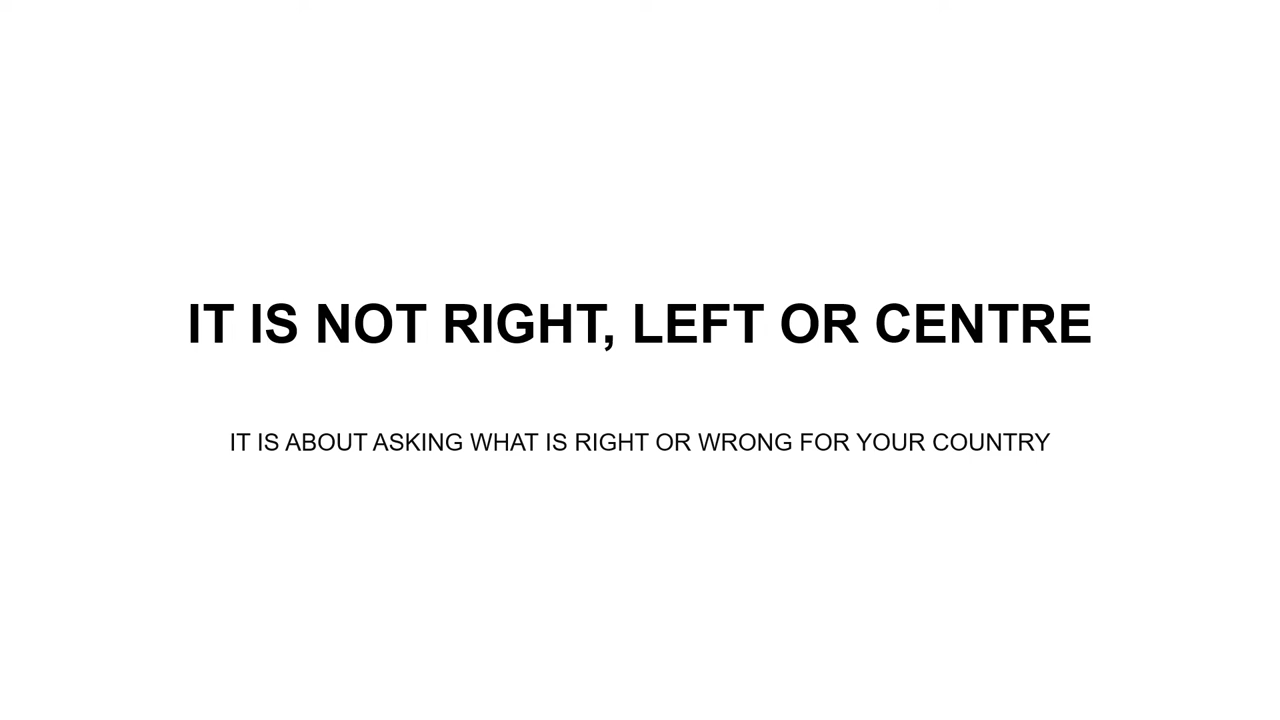 IT IS NOT RIGHT, LEFT OR CENTRE
IT IS ABOUT ASKING WHAT IS RIGHT OR WRONG FOR YOUR COUNTRY